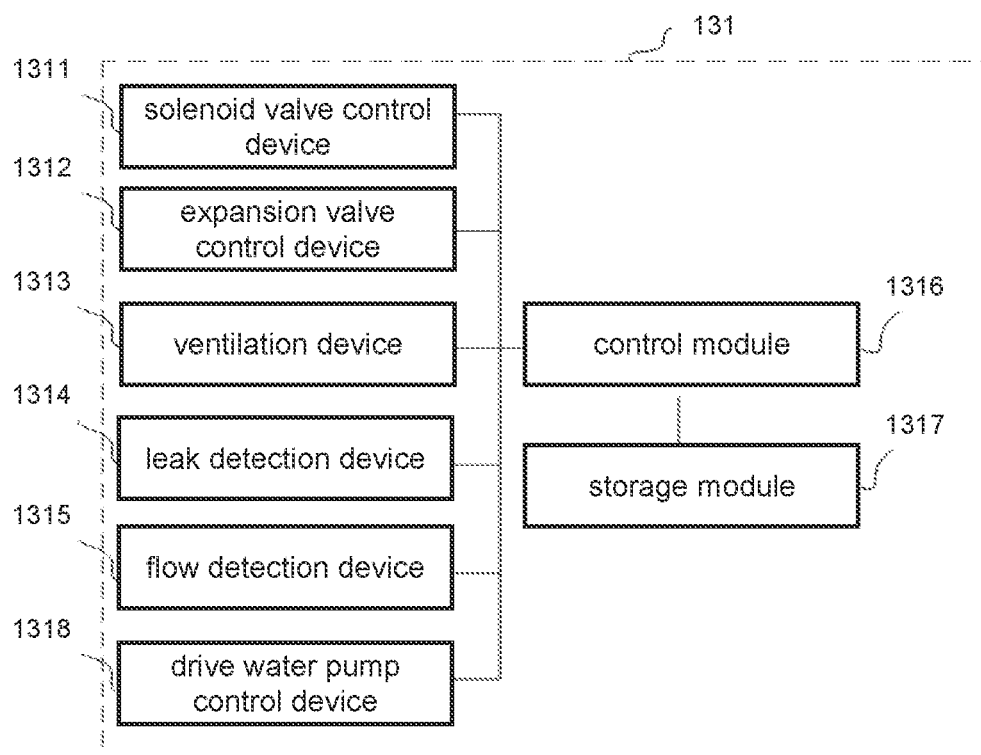 131
1311
solenoid valve control
device
1312
expansion valve
control device
1313
ventilation device
1316
control module
1314
leak detection device
1317
storage module
1315
flow detection device
1318
drive water pump
control device